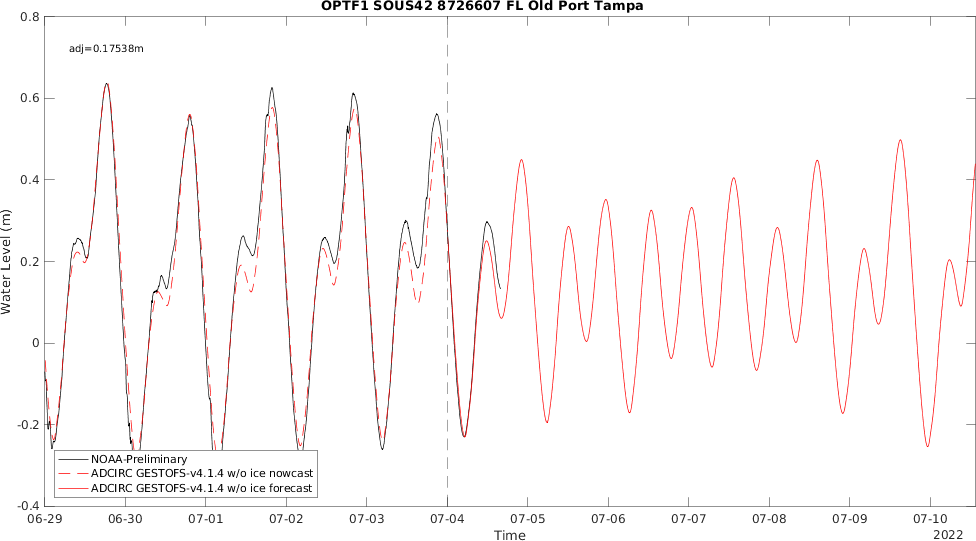 OPTF1 SOUS42 8726607 FL Old Port Tampa
0.8
adj=0.17538m
0.6
0.4
0.2
0
-0.2
-0.4
Water Level (m)
NOAA-Preliminary
ADCIRC GESTOFS-v4.1.4 w/o ice nowcast
ADCIRC GESTOFS-v4.1.4 w/o ice forecast
06-29 06-30 07-01 07-02 07-03 07-04 07-05 07-06 07-07 07-08 07-09 07-10
Time
2022